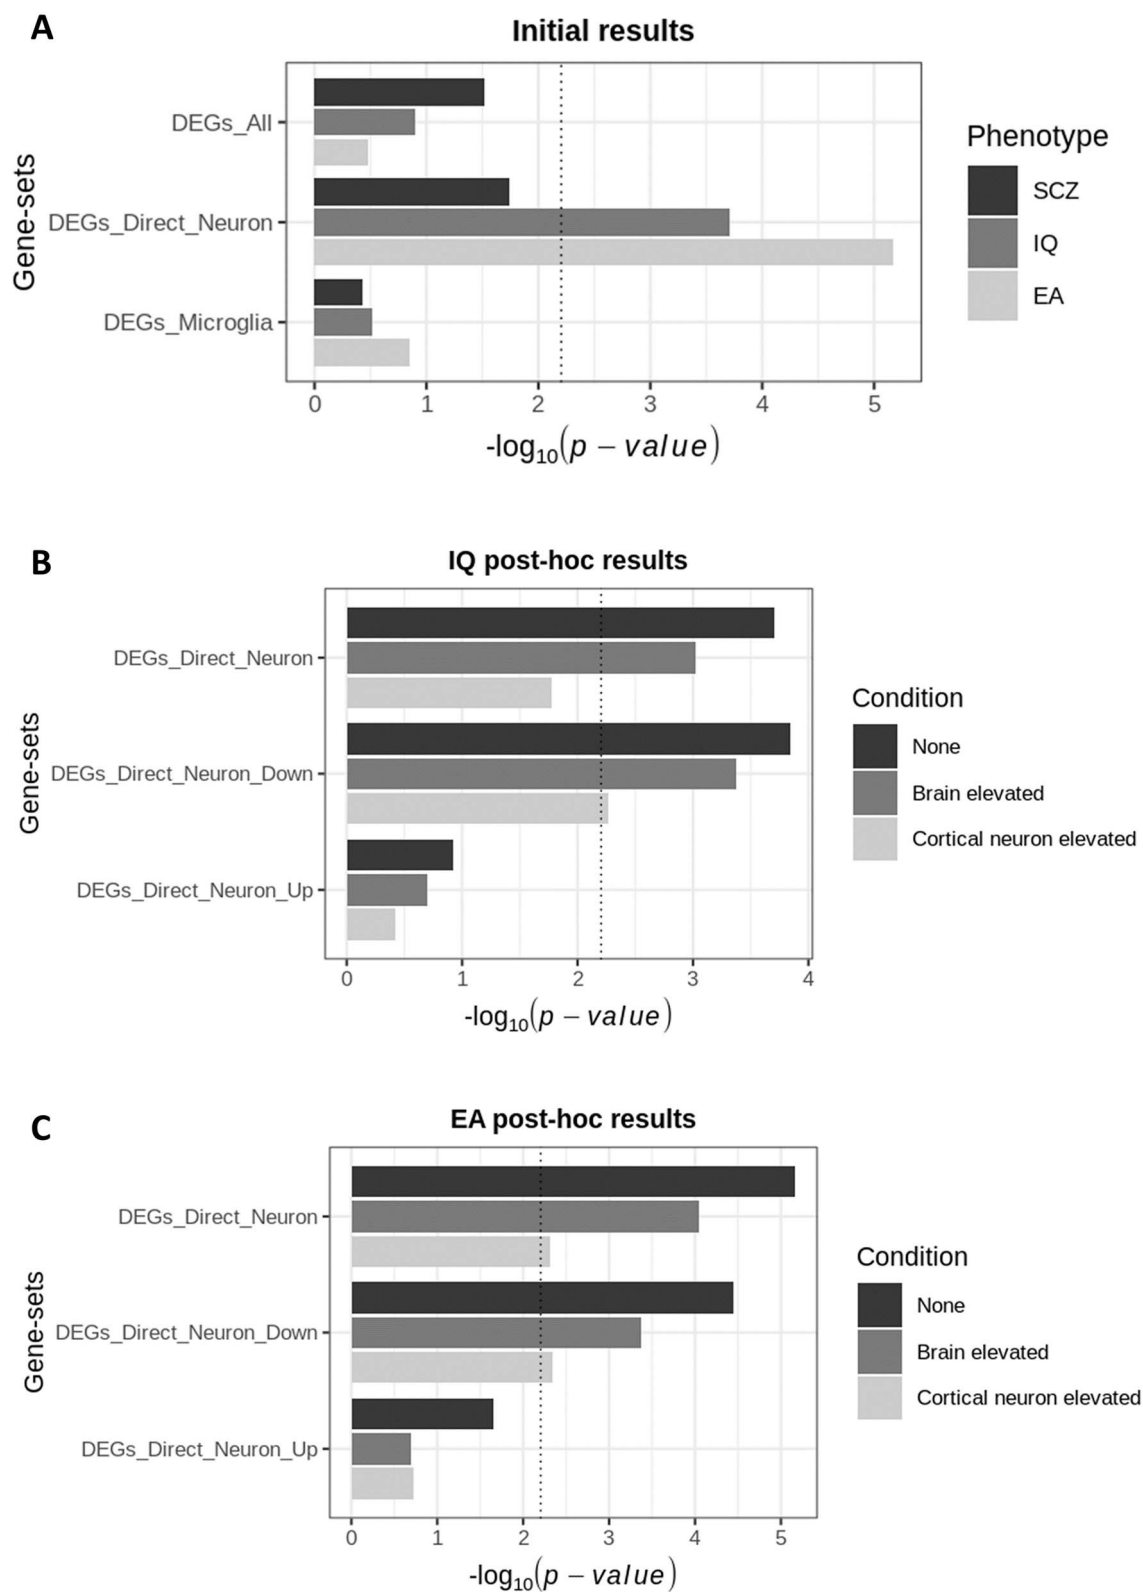 A
Initial results
Gene-sets
DEGs_All
DEGs_Direct_Neuron
DEGs_Microglia
0 1 2 3 4 5
-log10(p − value)
Phenotype
SCZ
IQ
EA
B
IQ post-hoc results
Gene-sets
DEGs_Direct_Neuron
DEGs_Direct_Neuron_Down
DEGs_Direct_Neuron_Up
0 1 2 3 4
-log10(p − value)
Condition
None
Brain elevated
Cortical neuron elevated
C
EA post-hoc results
Gene-sets
DEGs_Direct_Neuron
DEGs_Direct_Neuron_Down
DEGs_Direct_Neuron_Up
0 1 2 3 4 5
-log10(p − value)
Condition
None
Brain elevated
Cortical neuron elevated